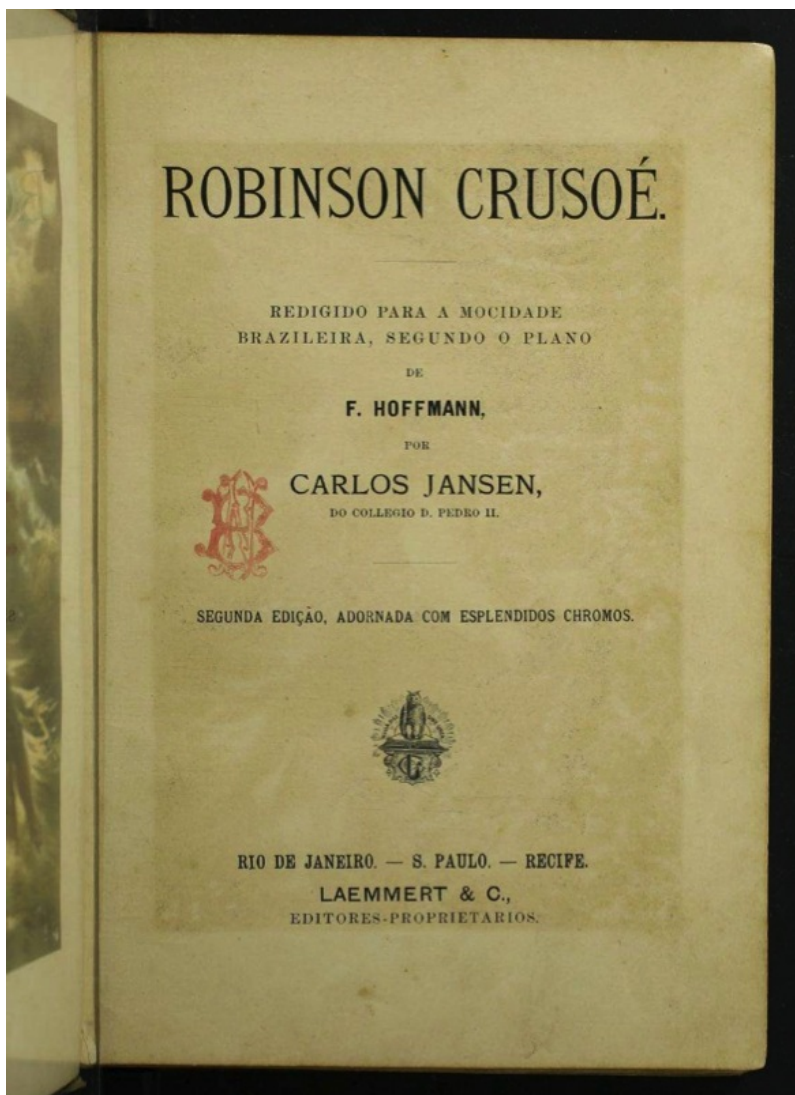 ROBINSON CRUSOÉ.
REDIGIDO PARA A MOCIDADE
BRAZILEIRA, SEGUNDO O PLANO
DE
F. HOFFMANN,
POR
CARLOS JANSEN,
DO COLLEGIO D. PEDRO II.
SEGUNDA EDIÇÃO, ADORNADA COM ESPLENDIDOS CHROMOS.
RIO DE JANEIRO. — S. PAULO. — RECIFE.
LAEMMERT & C.,
EDITORES-PROPRIETARIOS.